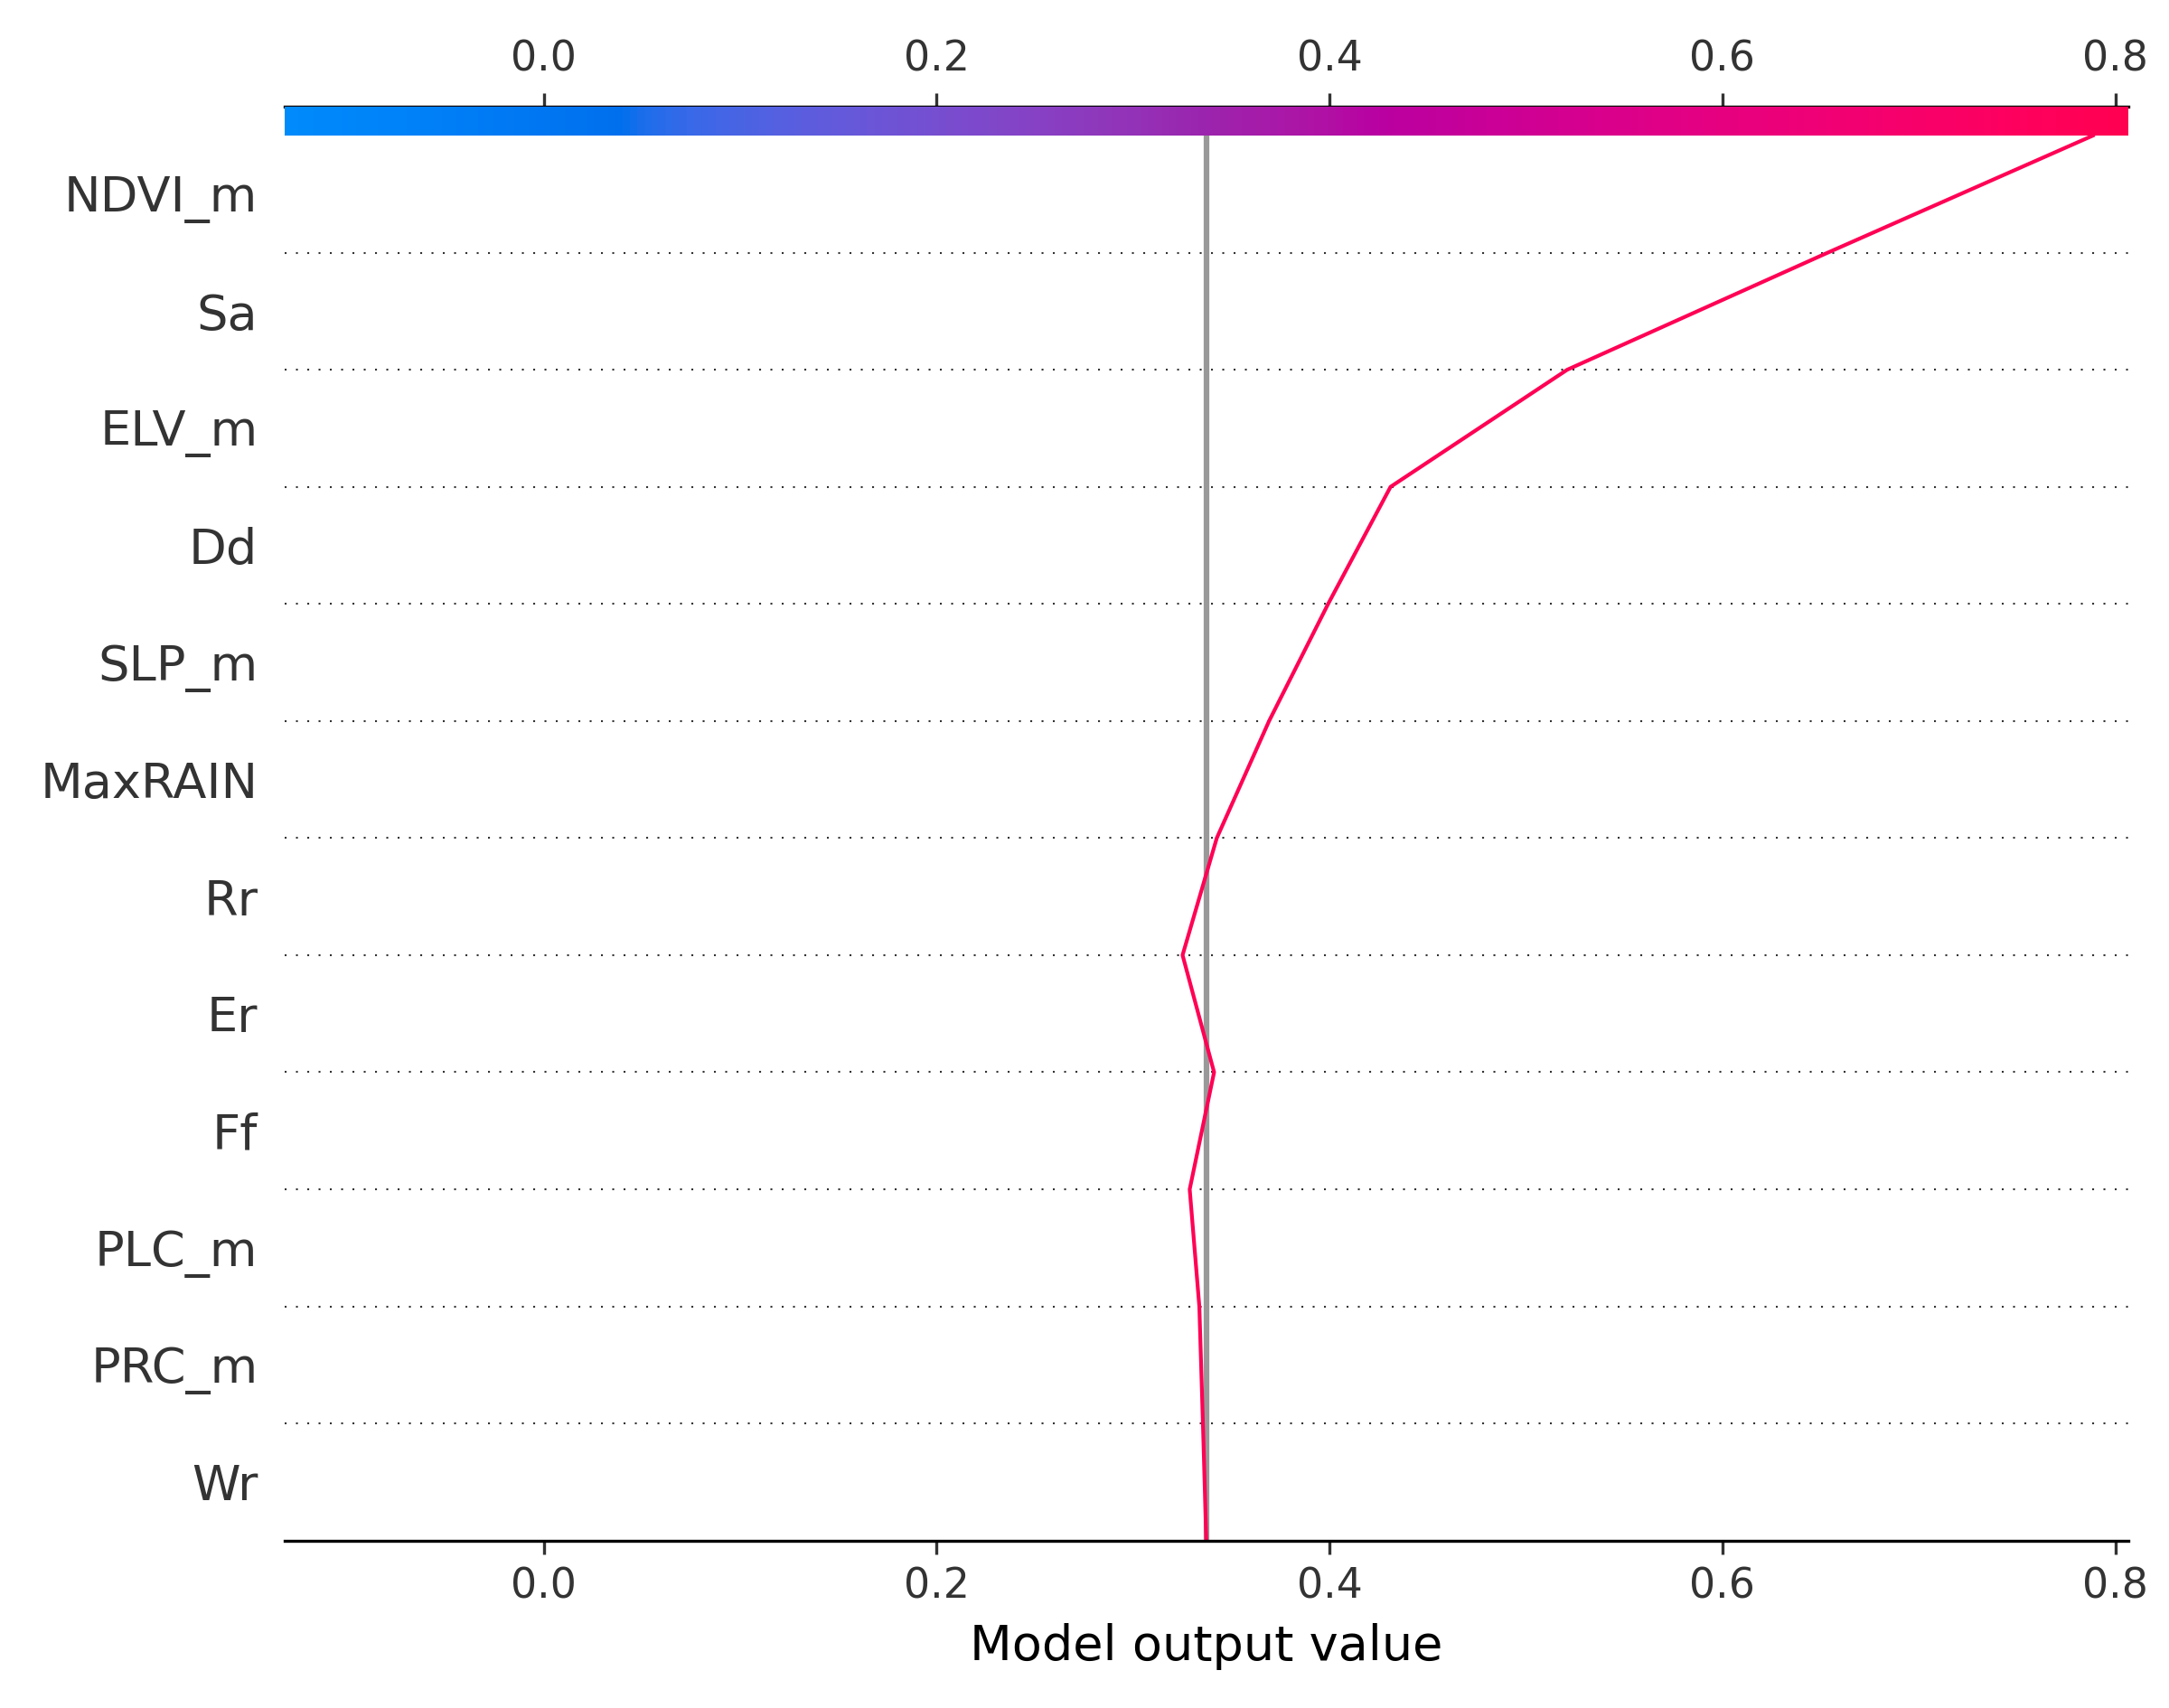 0.0 0.2 0.4 0.6 0.8
NDVI_m
Sa
ELV_m
Dd
SLP_m
MaxRAIN
Rr
Er
Ff
PLC_m
PRC_m
Wr
0.0 0.2 0.4 0.6 0.8
Model output value